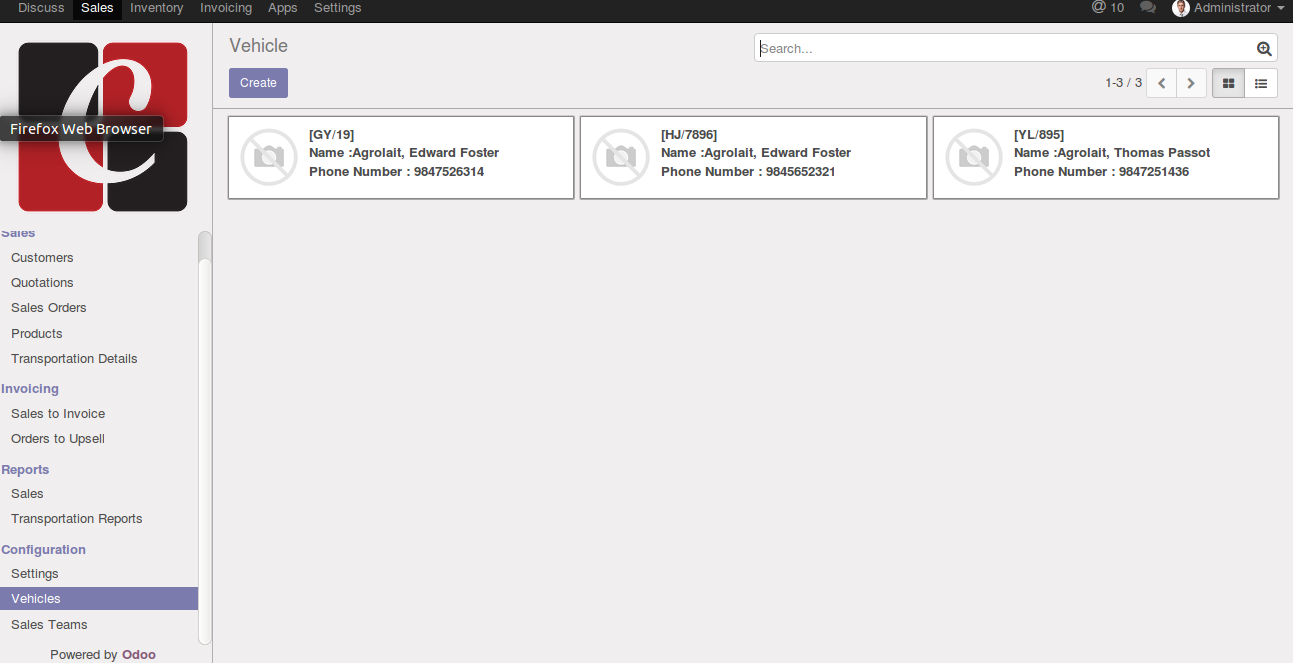 Discuss Sales Inventory Invoicing Apps Settings @ 10 Administrator
Vehicle
Search...
Create
1-3 / 3
C
Firefox Web Browser
[GY/19]
Name :Agrolait, Edward Foster
Phone Number : 9847526314
[HJ/7896]
Name :Agrolait, Edward Foster
Phone Number : 9845652321
[YL/895]
Name :Agrolait, Thomas Passot
Phone Number : 9847251436
Sales
Customers
Quotations
Sales Orders
Products
Transportation Details
Invoicing
Sales to Invoice
Orders to Upsell
Reports
Sales
Transportation Reports
Configuration
Settings
Vehicles
Sales Teams
Powered by Odoo